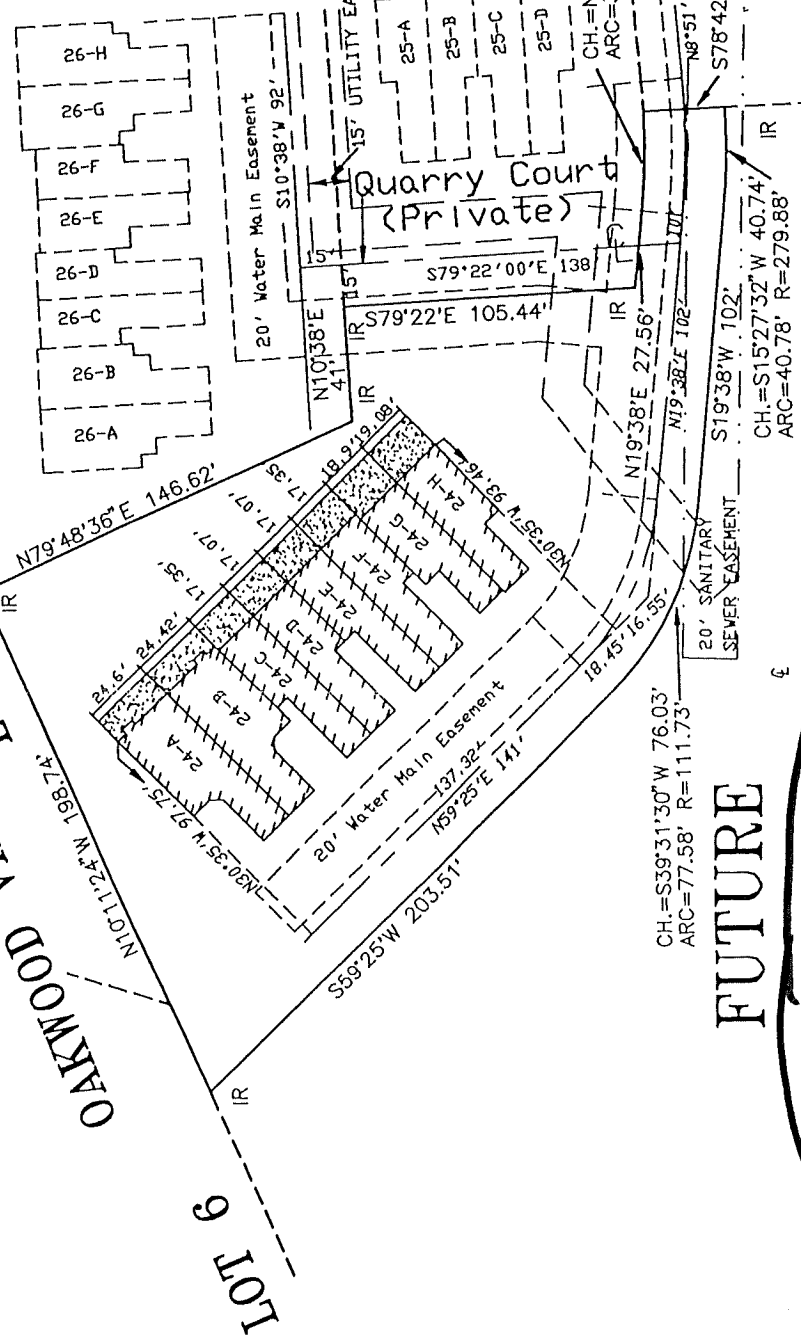 26-H
26-G
26-F
26-E
26-D
26-C
26-B
26-A
20' Water Main Easement
S10°38'W 92'
15' UTILITY
25-A
25-B
25-C
25-D
CH.=
ARC=
N8°51'
S78°42
Quarry Court
(Private)
15'
15'
S79°22'00"E 138
S79°22'E 105.44'
IR
IR
IR
IR
N10°38'E
41'
101'
N19°38'E 27.56'
N19°38'E 102'
S19°38'W 102'
CH.=S15°27'32"W 40.74'
ARC=40.78' R=279.88'
N79°48'36"E 146.62'
IR
24.6'
24.42'
17.35'
17.07'
17.07'
17.35
18.9'
19.08'
24-A
24-B
24-C
24-D
24-E
24-F
24-G
24-H
N30°35'W 93.46'
N30°35'W 97.75'
20' Water Main Easement
137.32'
N59°25'E 141'
18.45'
16.55'
20' SANITARY
SEWER EASEMENT
S59°25'W 203.51'
CH.=S39°31'30"W 76.03'
ARC=77.58' R=111.73'
N10°11'24"W 198.74'
OAKWOOD
IR
LOT 6
FUTURE